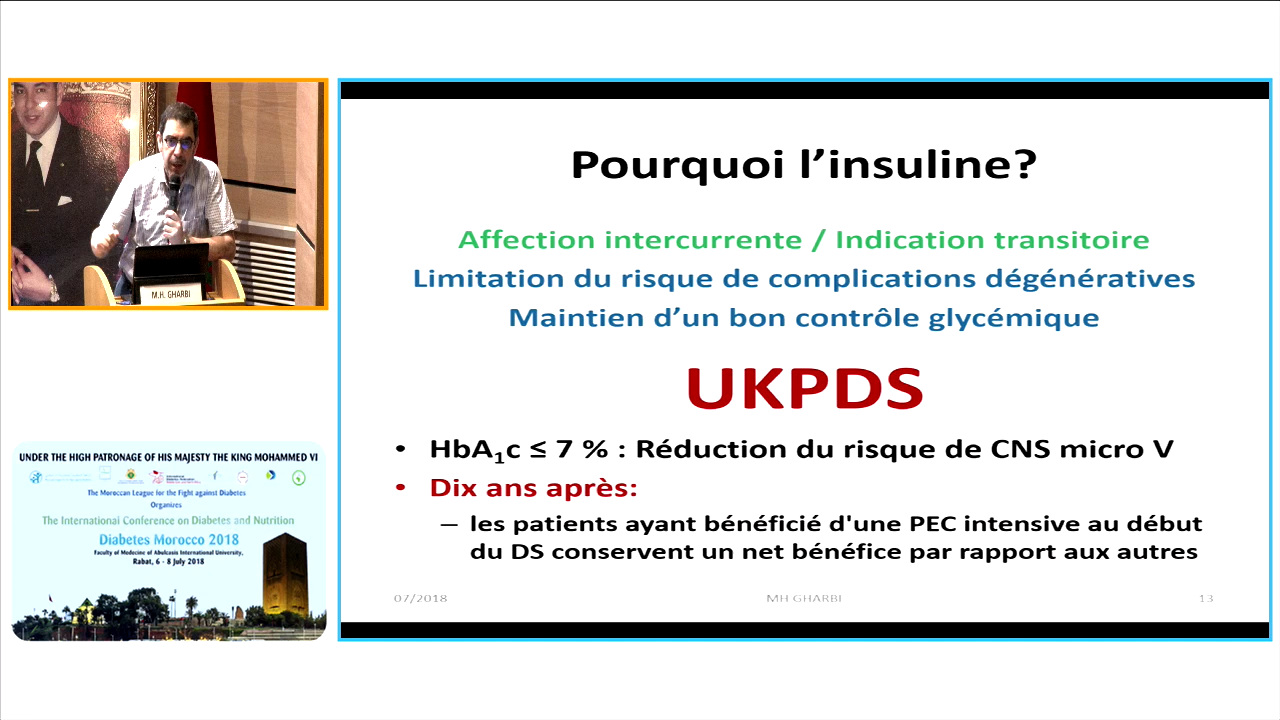 M.H. GHARBI
UNDER THE HIGH PATRONAGE OF HIS MAJESTY THE KING MOHAMMED VI
The Moroccan League for the Fight against Diabetes
Organizes
The International Conference on Diabetes and Nutrition
Diabetes Morocco 2018
Faculty of Medecine of Abulcasis International University,
Rabat, 6 - 8 July 2018
Pourquoi l’insuline?
Affection intercurrente / Indication transitoire
Limitation du risque de complications dégénératives
Maintien d’un bon contrôle glycémique
UKPDS
• HbA₁c ≤ 7 % : Réduction du risque de CNS micro V
• Dix ans après:
– les patients ayant bénéficié d'une PEC intensive au début
du DS conservent un net bénéfice par rapport aux autres
07/2018
MH GHARBI
13